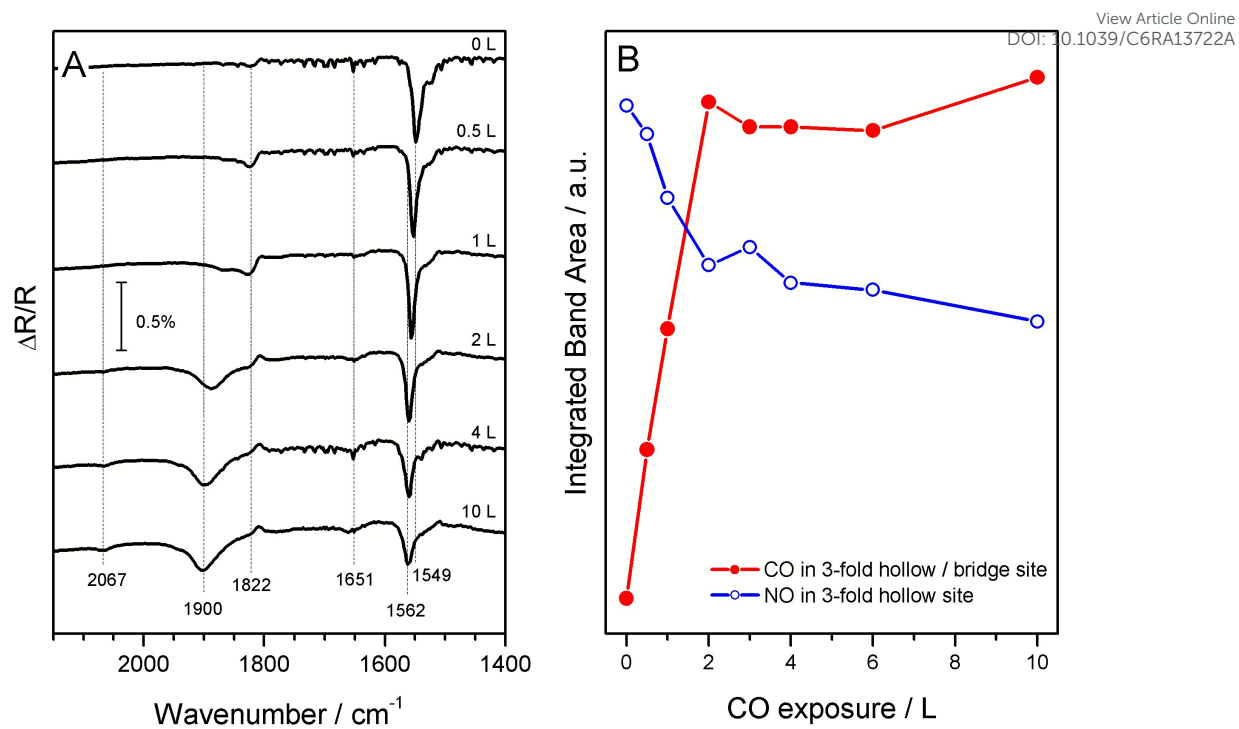 View Article Online
DOI: 10.1039/C6RA13722A
A
0 L
0.5 L
1 L
0.5%
2 L
4 L
10 L
2067
1900
1822
1651
1549
1562
ΔR/R
2000
1800
1600
1400
Wavenumber / cm⁻¹
B
Integrated Band Area / a.u.
CO in 3-fold hollow / bridge site
NO in 3-fold hollow site
0
2
4
6
8
10
CO exposure / L